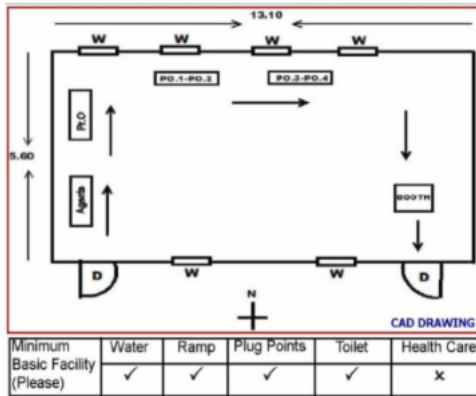 13.10
W W W W
PO.1-PO.2 PO.3-PO.4
Pt.O
5.60
Agents
BOOTH
D W W D
N
CAD DRAWING
Minimum Basic Facility (Please) Water Ramp Plug Points Toilet Health Care
✓ ✓ ✓ ✓ x